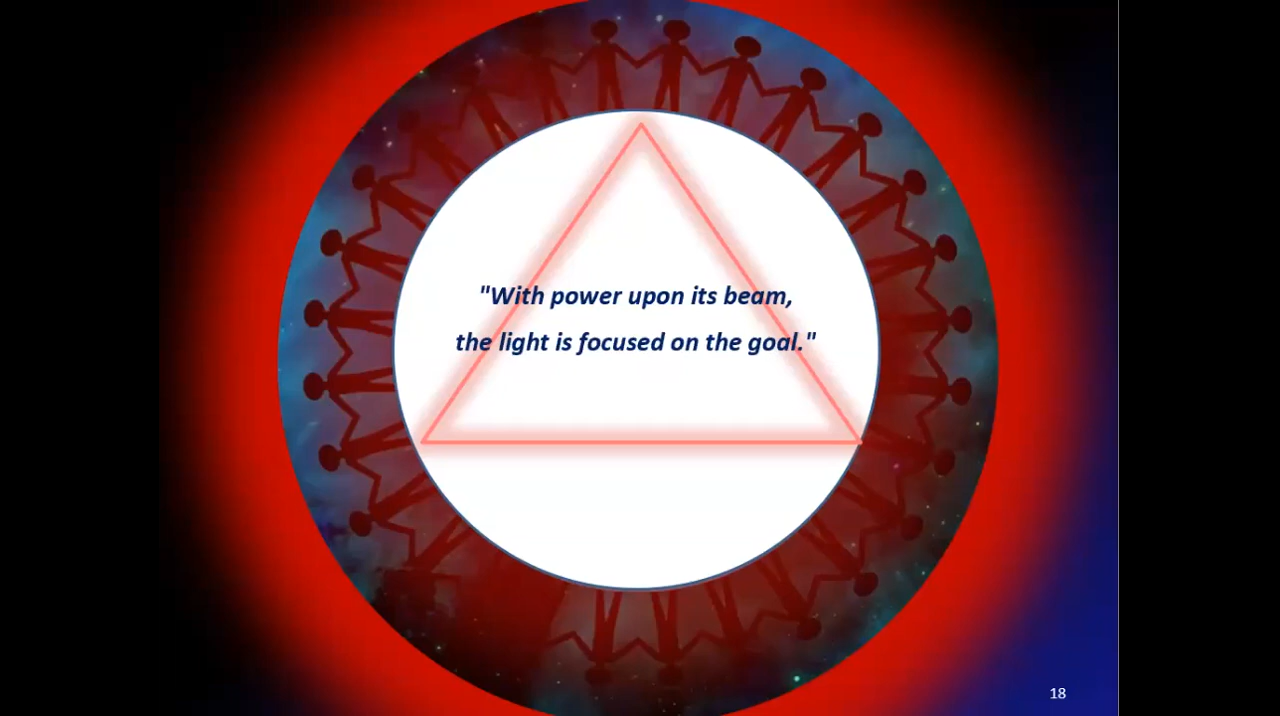 "With power upon its beam,
the light is focused on the goal."
18